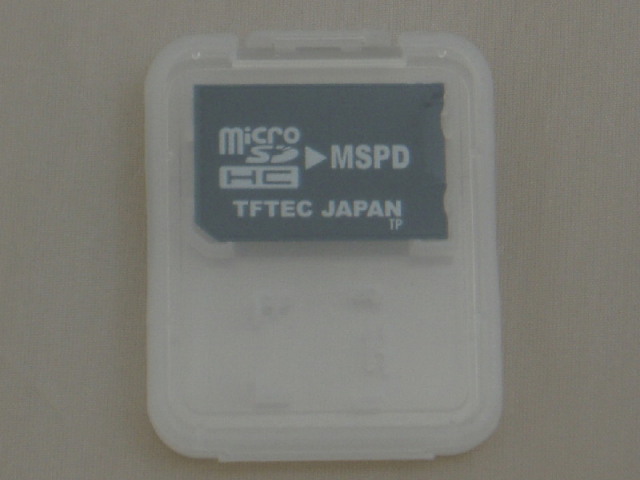 micro
SD
HC
MSPD
TFTEC JAPAN
TP